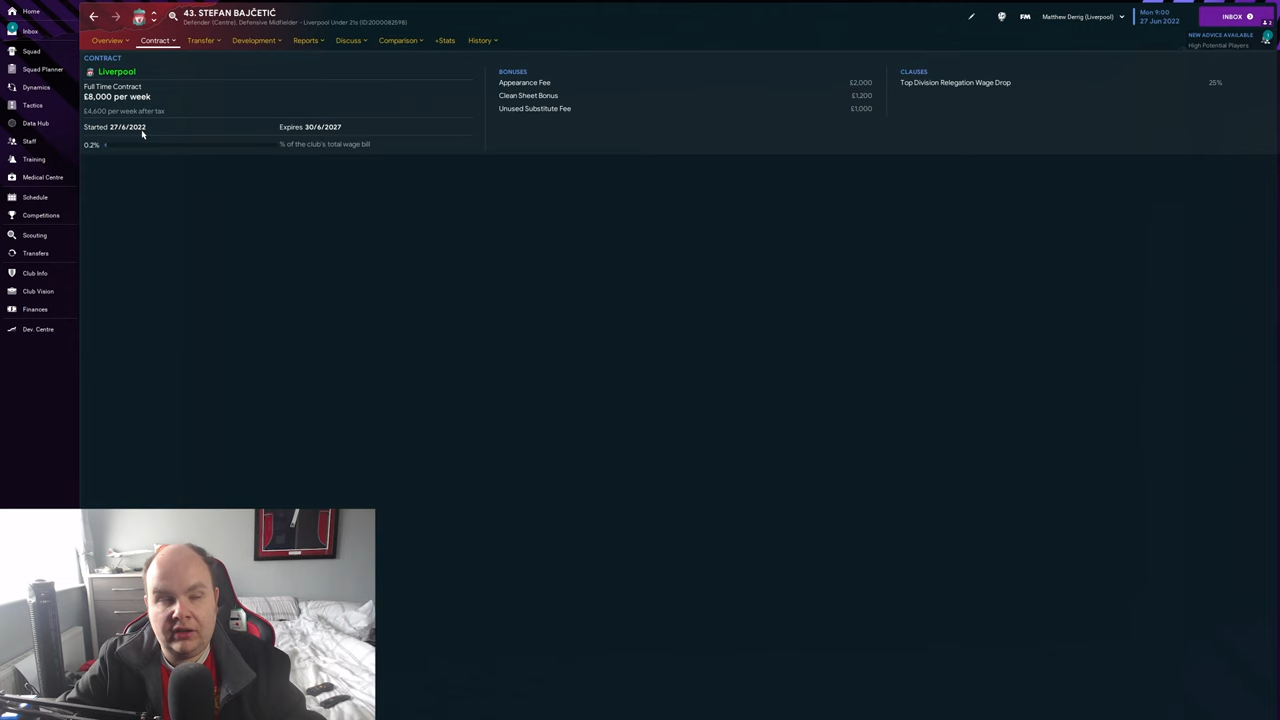 Home
Inbox
Squad
Squad Planner
Dynamics
Tactics
Data Hub
Staff
Training
Medical Centre
Schedule
Competitions
Scouting
Transfers
Club Info
Club Vision
Finances
Dev. Centre
43. STEFAN BAJČETIĆ
Defender (Centre), Defensive Midfielder - Liverpool Under 21s (ID:2000082598)
FM
Matthew Derrig (Liverpool)
Mon 9:00
27 Jun 2022
INBOX
2
NEW ADVICE AVAILABLE
High Potential Players
1
Overview
Contract
Transfer
Development
Reports
Discuss
Comparison
+Stats
History
CONTRACT
Liverpool
Full Time Contract
£8,000 per week
£4,600 per week after tax
Started 27/6/2022
Expires 30/6/2027
0.2%
% of the club's total wage bill
BONUSES
Appearance Fee £2,000
Clean Sheet Bonus £1,200
Unused Substitute Fee £1,000
CLAUSES
Top Division Relegation Wage Drop 25%